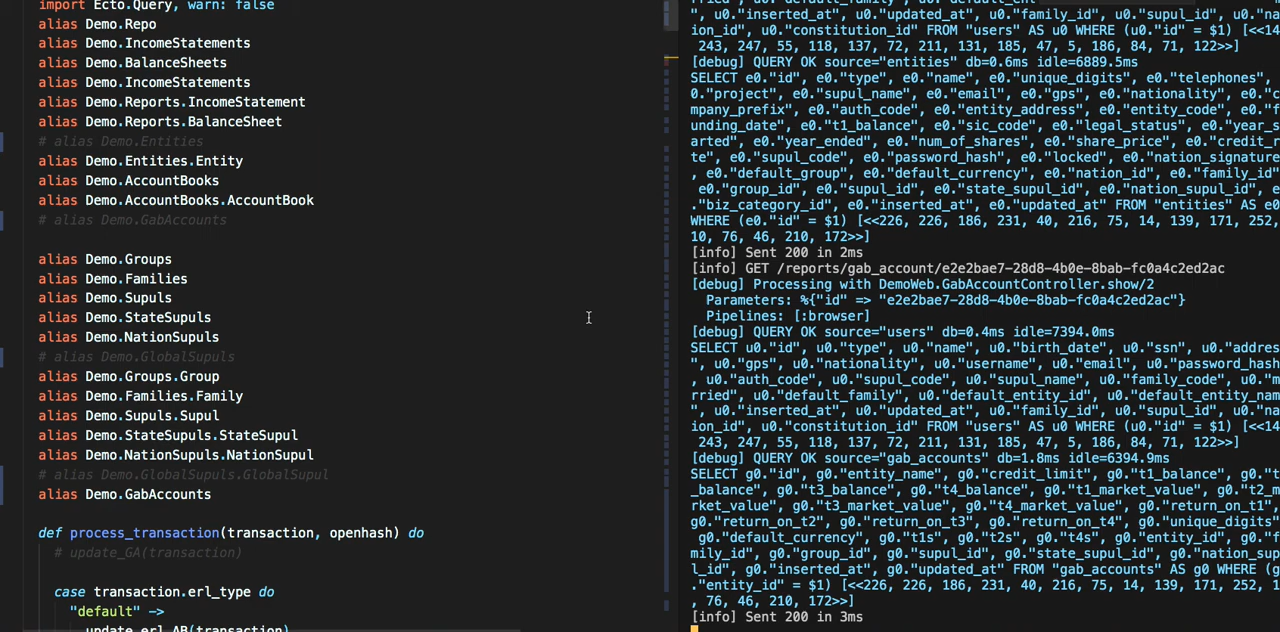 import Ecto.Query, warn: false
alias Demo.Repo
alias Demo.IncomeStatements
alias Demo.BalanceSheets
alias Demo.IncomeStatements
alias Demo.Reports.IncomeStatement
alias Demo.Reports.BalanceSheet
# alias Demo.Entities
alias Demo.Entities.Entity
alias Demo.AccountBooks
alias Demo.AccountBooks.AccountBook
# alias Demo.GabAccounts
alias Demo.Groups
alias Demo.Families
alias Demo.Supuls
alias Demo.StateSupuls
alias Demo.NationSupuls
# alias Demo.GlobalSupuls
alias Demo.Groups.Group
alias Demo.Families.Family
alias Demo.Supuls.Supul
alias Demo.StateSupuls.StateSupul
alias Demo.NationSupuls.NationSupul
# alias Demo.GlobalSupuls.GlobalSupul
alias Demo.GabAccounts
def process_transaction(transaction, openhash) do
# update_GA(transaction)
case transaction.erl_type do
"default" ->
update_erl_AB(transaction)
", u0."inserted_at", u0."updated_at", u0."family_id", u0."supul_id", u0."na
ion_id", u0."constitution_id" FROM "users" AS u0 WHERE (u0."id" = $1) [<<14
243, 247, 55, 118, 137, 72, 211, 131, 185, 47, 5, 186, 84, 71, 122>>]
[debug] QUERY OK source="entities" db=0.6ms idle=6889.5ms
SELECT e0."id", e0."type", e0."name", e0."unique_digits", e0."telephones",
0."project", e0."supul_name", e0."email", e0."gps", e0."nationality", e0."c
mpany_prefix", e0."auth_code", e0."entity_address", e0."entity_code", e0."f
unding_date", e0."t1_balance", e0."sic_code", e0."legal_status", e0."year_s
arted", e0."year_ended", e0."num_of_shares", e0."share_price", e0."credit_r
te", e0."supul_code", e0."password_hash", e0."locked", e0."nation_signature
, e0."default_group", e0."default_currency", e0."nation_id", e0."family_id"
e0."group_id", e0."supul_id", e0."state_supul_id", e0."nation_supul_id", e
."biz_category_id", e0."inserted_at", e0."updated_at" FROM "entities" AS e0
WHERE (e0."id" = $1) [<<226, 226, 186, 231, 40, 216, 75, 14, 139, 171, 252,
10, 76, 46, 210, 172>>]
[info] Sent 200 in 2ms
[info] GET /reports/gab_account/e2e2bae7-28d8-4b0e-8bab-fc0a4c2ed2ac
[debug] Processing with DemoWeb.GabAccountController.show/2
Parameters: %{"id" => "e2e2bae7-28d8-4b0e-8bab-fc0a4c2ed2ac"}
Pipelines: [:browser]
[debug] QUERY OK source="users" db=0.4ms idle=7394.0ms
SELECT u0."id", u0."type", u0."name", u0."birth_date", u0."ssn", u0."addres
", u0."gps", u0."nationality", u0."username", u0."email", u0."password_hash
, u0."auth_code", u0."supul_code", u0."supul_name", u0."family_code", u0."m
rried", u0."default_family", u0."default_entity_id", u0."default_entity_nam
", u0."inserted_at", u0."updated_at", u0."family_id", u0."supul_id", u0."na
ion_id", u0."constitution_id" FROM "users" AS u0 WHERE (u0."id" = $1) [<<14
243, 247, 55, 118, 137, 72, 211, 131, 185, 47, 5, 186, 84, 71, 122>>]
[debug] QUERY OK source="gab_accounts" db=1.8ms idle=6394.9ms
SELECT g0."id", g0."entity_name", g0."credit_limit", g0."t1_balance", g0."t
_balance", g0."t3_balance", g0."t4_balance", g0."t1_market_value", g0."t2_m
rket_value", g0."t3_market_value", g0."t4_market_value", g0."return_on_t1",
g0."return_on_t2", g0."return_on_t3", g0."return_on_t4", g0."unique_digits"
g0."default_currency", g0."t1s", g0."t2s", g0."t4s", g0."entity_id", g0."f
mily_id", g0."group_id", g0."supul_id", g0."state_supul_id", g0."nation_sup
l_id", g0."inserted_at", g0."updated_at" FROM "gab_accounts" AS g0 WHERE (g
."entity_id" = $1) [<<226, 226, 186, 231, 40, 216, 75, 14, 139, 171, 252, 1
, 76, 46, 210, 172>>]
[info] Sent 200 in 3ms